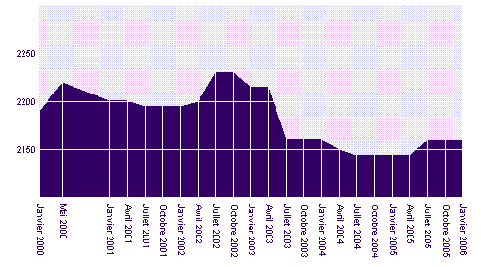 2250
2200
2150
Janvier 2000
Mai 2000
Janvier 2001
Avril 2001
Juillet 2001
Octobre 2001
Janvier 2002
Avril 2002
Juillet 2002
Octobre 2002
Janvier 2003
Avril 2003
Juillet 2003
Octobre 2003
Janvier 2004
Avril 2004
Juillet 2004
Octobre 2004
Janvier 2005
Avril 2005
Juillet 2005
Octobre 2005
Janvier 2006